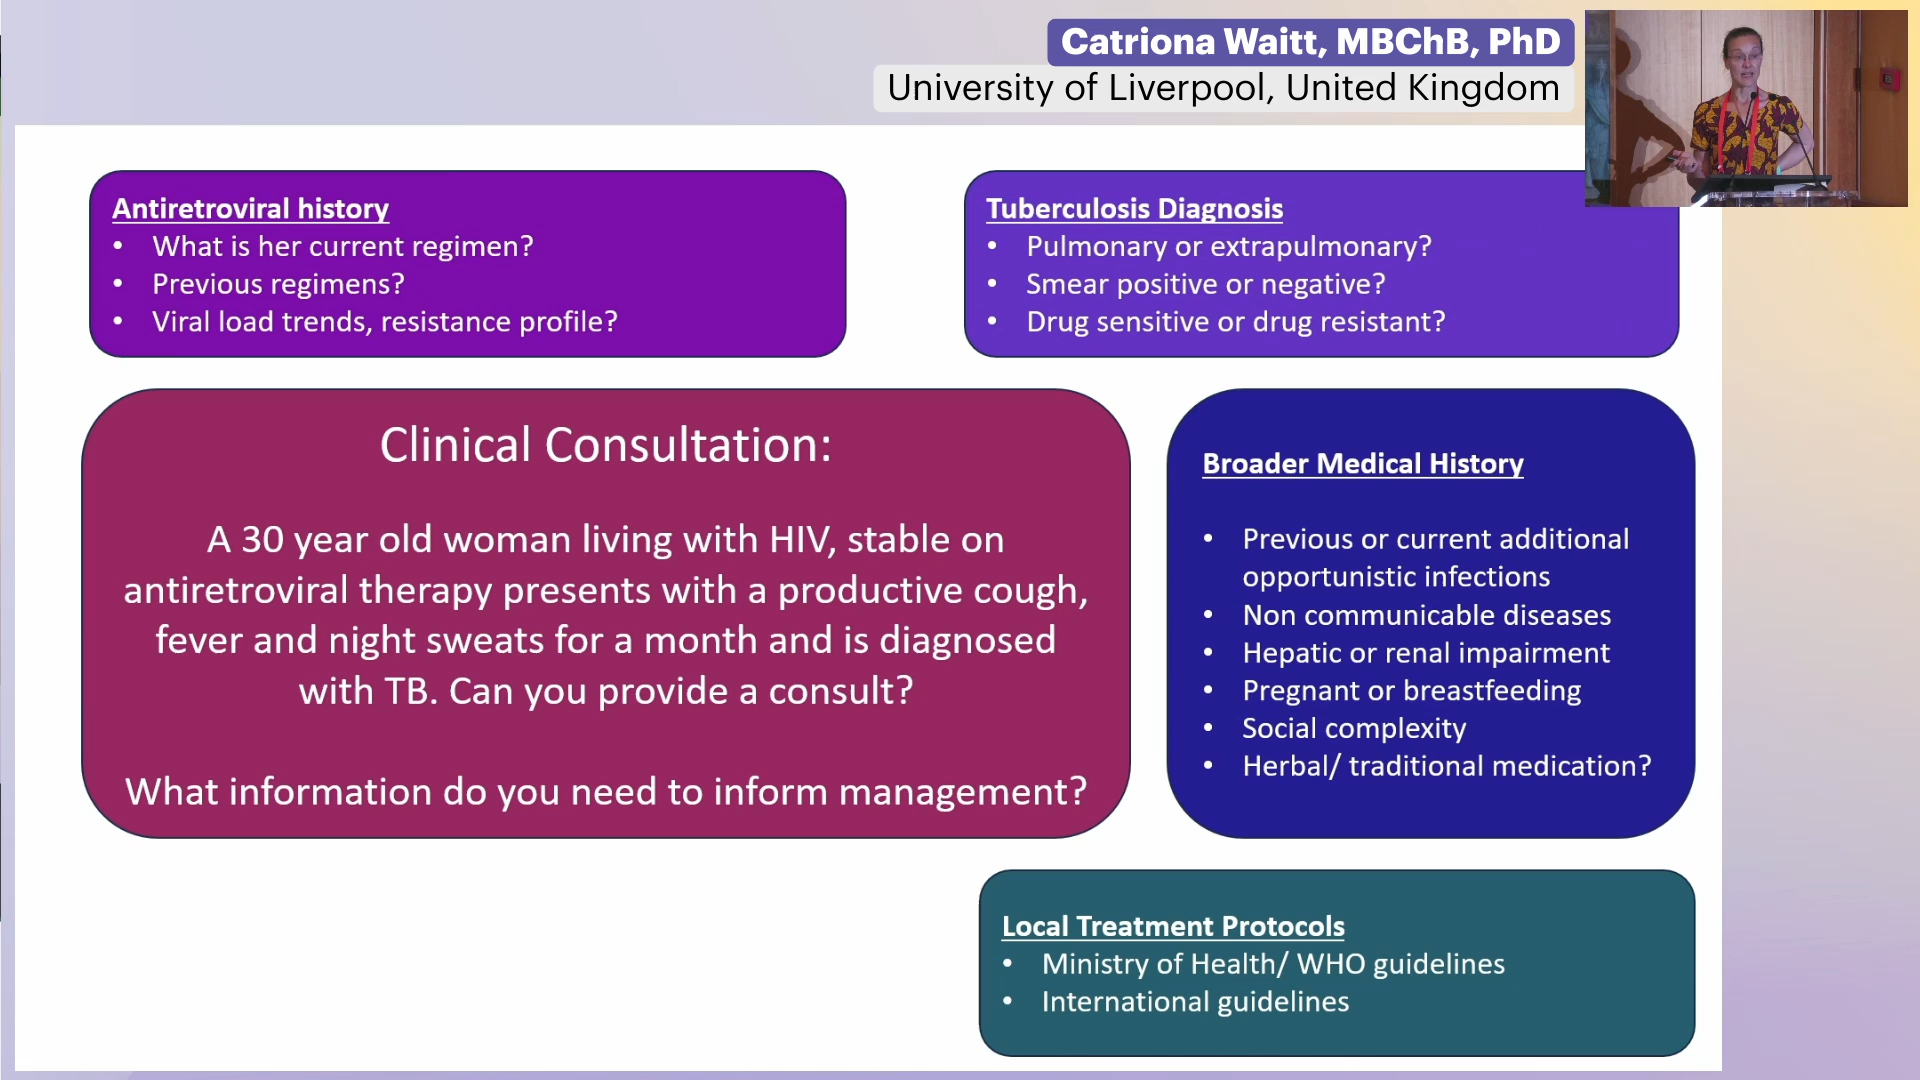 Catriona Waitt, MBChB, PhD
University of Liverpool, United Kingdom
Antiretroviral history
• What is her current regimen?
• Previous regimens?
• Viral load trends, resistance profile?
Tuberculosis Diagnosis
• Pulmonary or extrapulmonary?
• Smear positive or negative?
• Drug sensitive or drug resistant?
Clinical Consultation:
A 30 year old woman living with HIV, stable on
antiretroviral therapy presents with a productive cough,
fever and night sweats for a month and is diagnosed
with TB. Can you provide a consult?
What information do you need to inform management?
Broader Medical History
• Previous or current additional
opportunistic infections
• Non communicable diseases
• Hepatic or renal impairment
• Pregnant or breastfeeding
• Social complexity
• Herbal/ traditional medication?
Local Treatment Protocols
• Ministry of Health/ WHO guidelines
• International guidelines